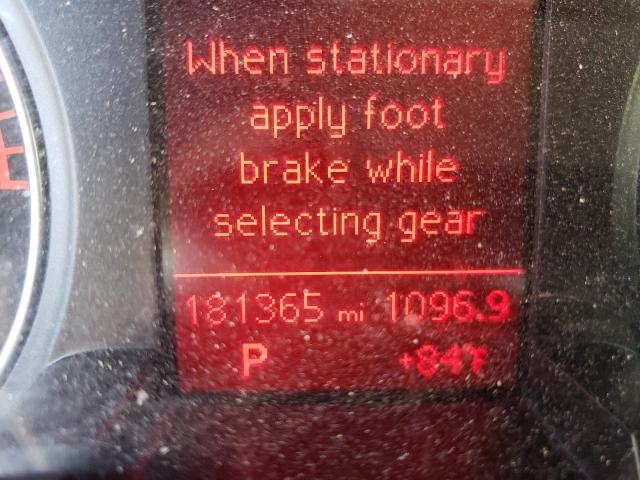 When stationary
apply foot
brake while
selecting gear
181365 mi 1096.9
P +84°F